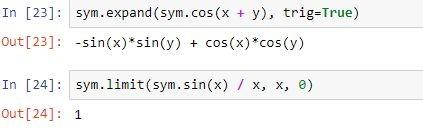 In [23]: sym.expand(sym.cos(x + y), trig=True)
Out[23]: -sin(x)*sin(y) + cos(x)*cos(y)
In [24]: sym.limit(sym.sin(x) / x, x, 0)
Out[24]: 1